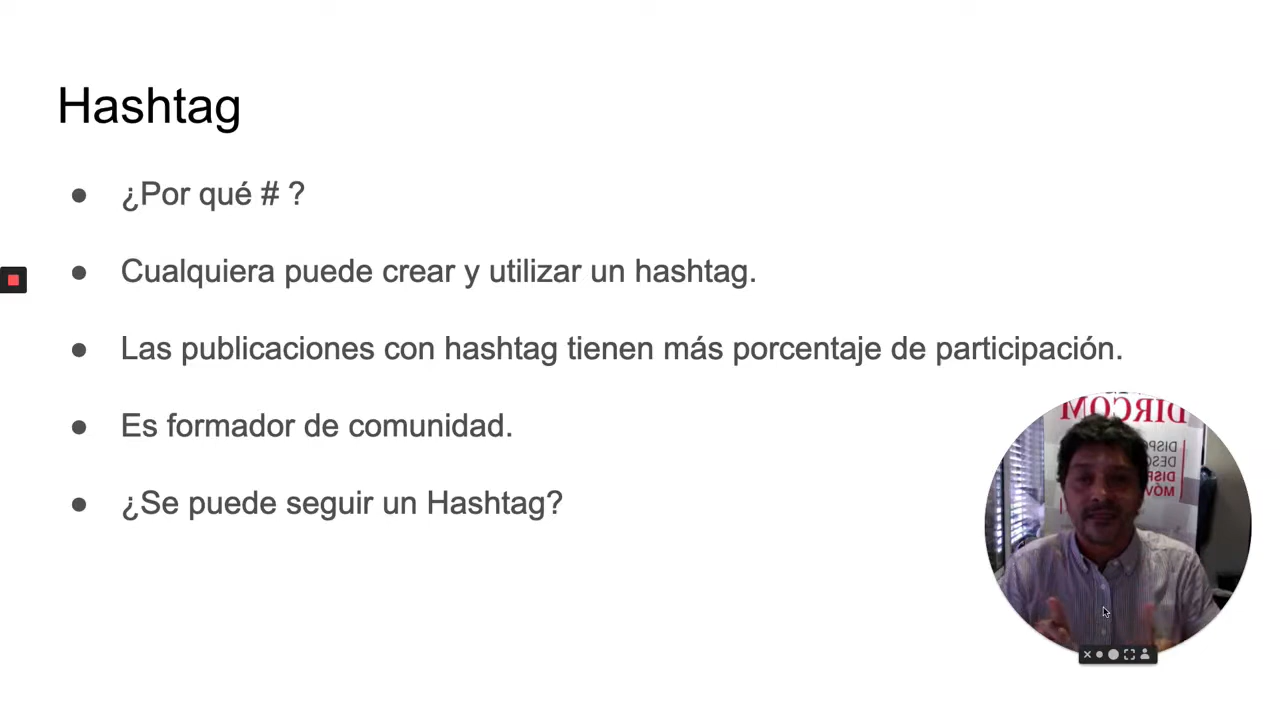 Hashtag
● ¿Por qué # ?
● Cualquiera puede crear y utilizar un hashtag.
● Las publicaciones con hashtag tienen más porcentaje de participación.
● Es formador de comunidad.
● ¿Se puede seguir un Hashtag?
DIRCOM